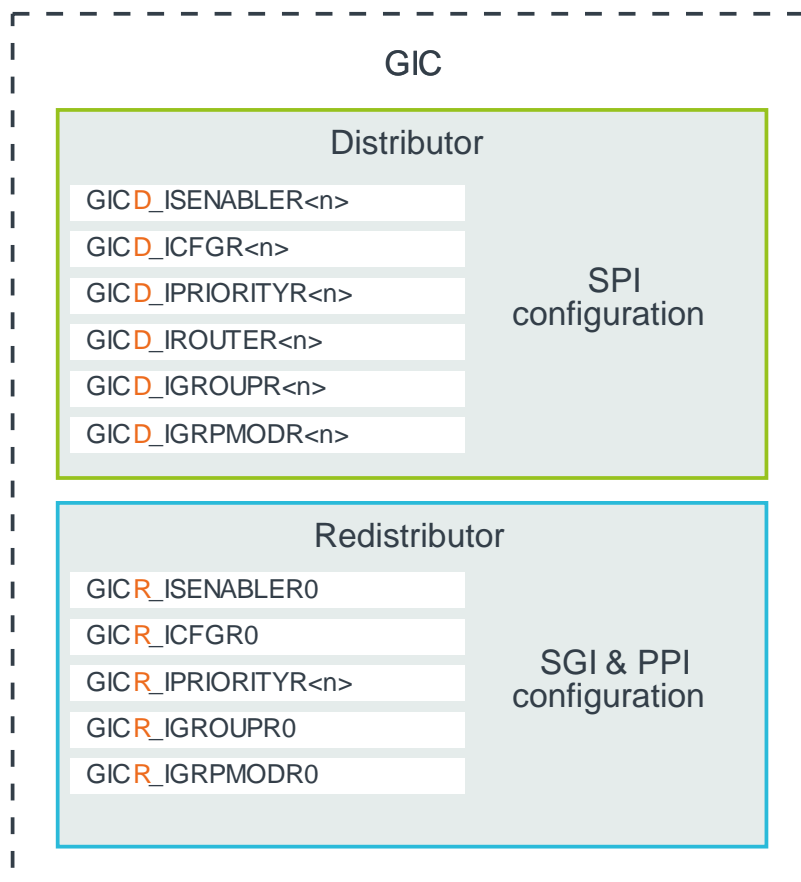 GIC
Distributor
GICD_ISENABLER<n>
GICD_ICFGR<n>
GICD_IPRIORITYR<n>
GICD_IROUTER<n>
GICD_IGROUPR<n>
GICD_IGRPMODR<n>
SPI
configuration
Redistributor
GICR_ISENABLER0
GICR_ICFGR0
GICR_IPRIORITYR<n>
GICR_IGROUPR0
GICR_IGRPMODR0
SGI & PPI
configuration